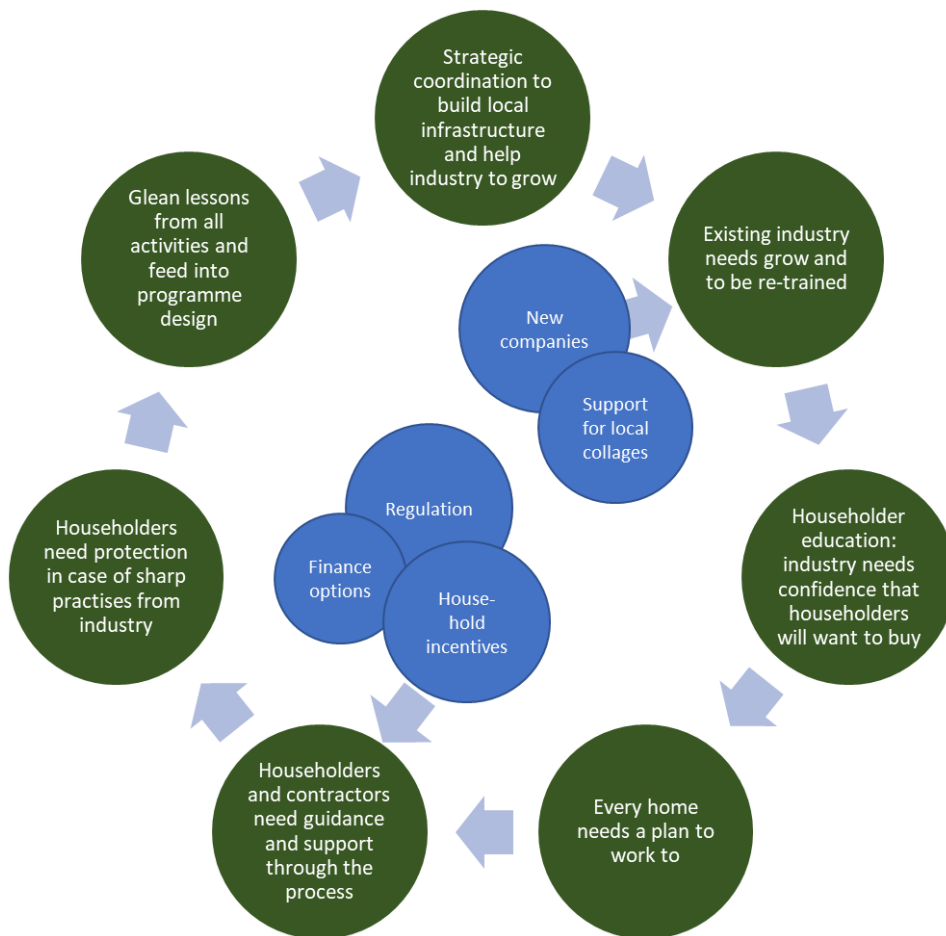 Strategic
coordination to
build local
infrastructure
and help
industry to grow
Existing industry
needs grow and
to be re-trained
Householder
education:
industry needs
confidence that
householders
will want to buy
Every home
needs a plan to
work to
Householders
and contractors
need guidance
and support
through the
process
Householders
need protection
in case of sharp
practises from
industry
Glean lessons
from all
activities and
feed into
programme
design
New
companies
Support
for local
collages
Regulation
Finance
options
House-
hold
incentives